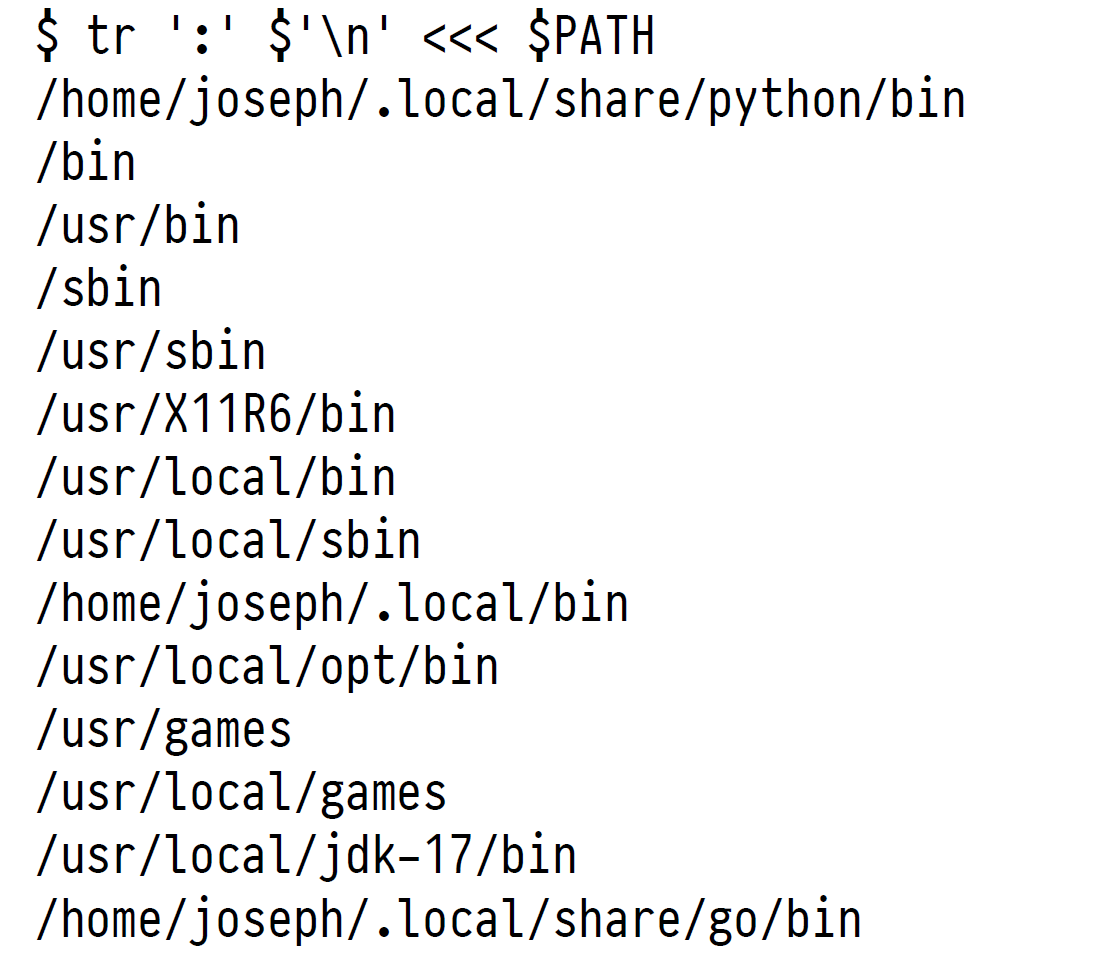 $ tr ':' $'\n' <<< $PATH
/home/joseph/.local/share/python/bin
/bin
/usr/bin
/sbin
/usr/sbin
/usr/X11R6/bin
/usr/local/bin
/usr/local/sbin
/home/joseph/.local/bin
/usr/local/opt/bin
/usr/games
/usr/local/games
/usr/local/jdk-17/bin
/home/joseph/.local/share/go/bin